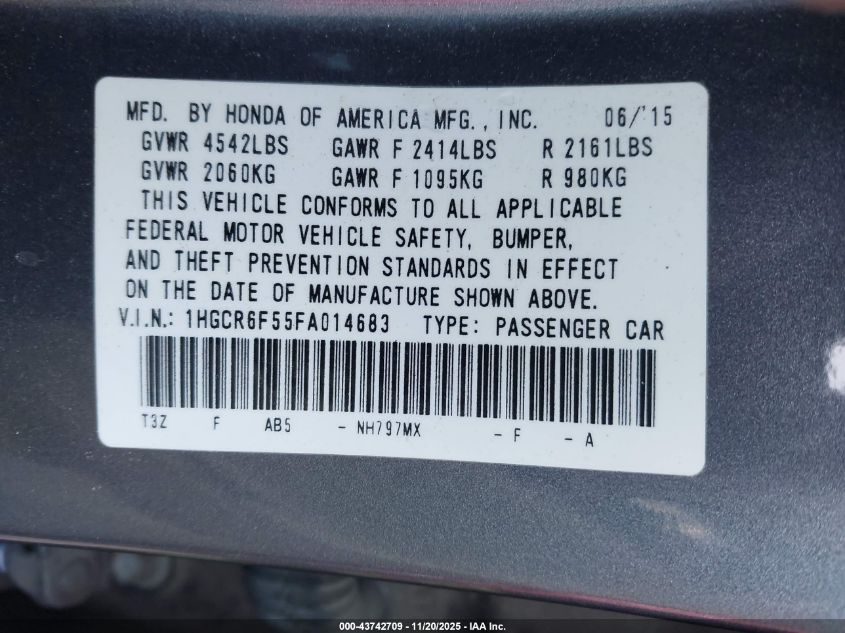 MFD. BY HONDA OF AMERICA MFG., INC. 06/'15
GVWR 4542LBS GAWR F 2414LBS R 2161LBS
GVWR 2060KG GAWR F 1095KG R 980KG
THIS VEHICLE CONFORMS TO ALL APPLICABLE
FEDERAL MOTOR VEHICLE SAFETY, BUMPER,
AND THEFT PREVENTION STANDARDS IN EFFECT
ON THE DATE OF MANUFACTURE SHOWN ABOVE.
V.I.N.: 1HGCR6F55FA014683 TYPE: PASSENGER CAR
T3Z F AB5 - NH797MX - F - A
000-43742709 - 11/20/2025 - IAA Inc.